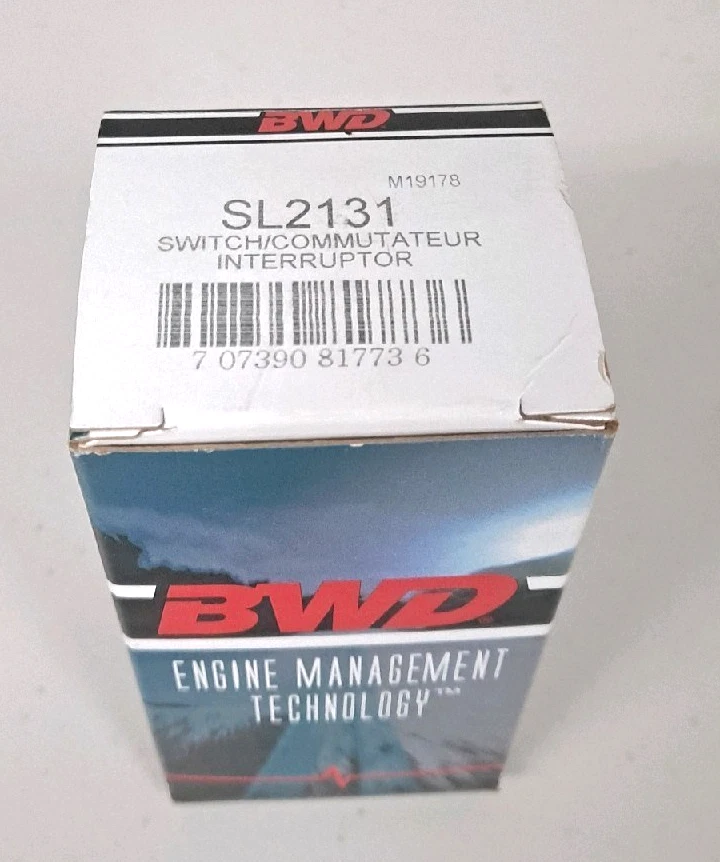 BWD
M19178
SL2131
SWITCH/COMMUTATEUR
INTERRUPTOR
7 07390 81773 6
BWD®
ENGINE MANAGEMENT
TECHNOLOGY™